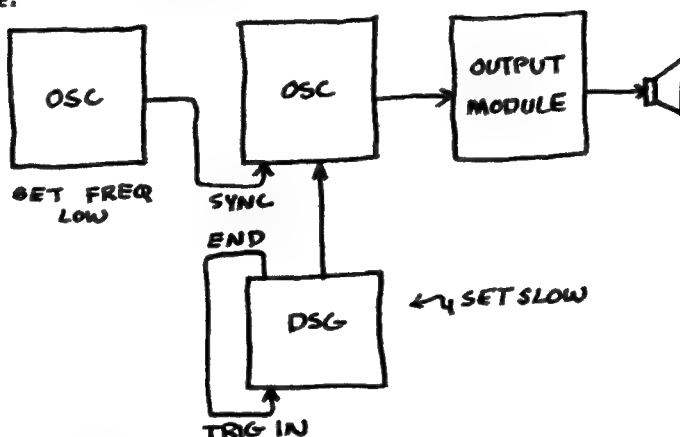 OSC
OSC
OUTPUT
MODULE
SET FREQ
LOW
SYNC
END
DSG
SET SLOW
TRIG IN